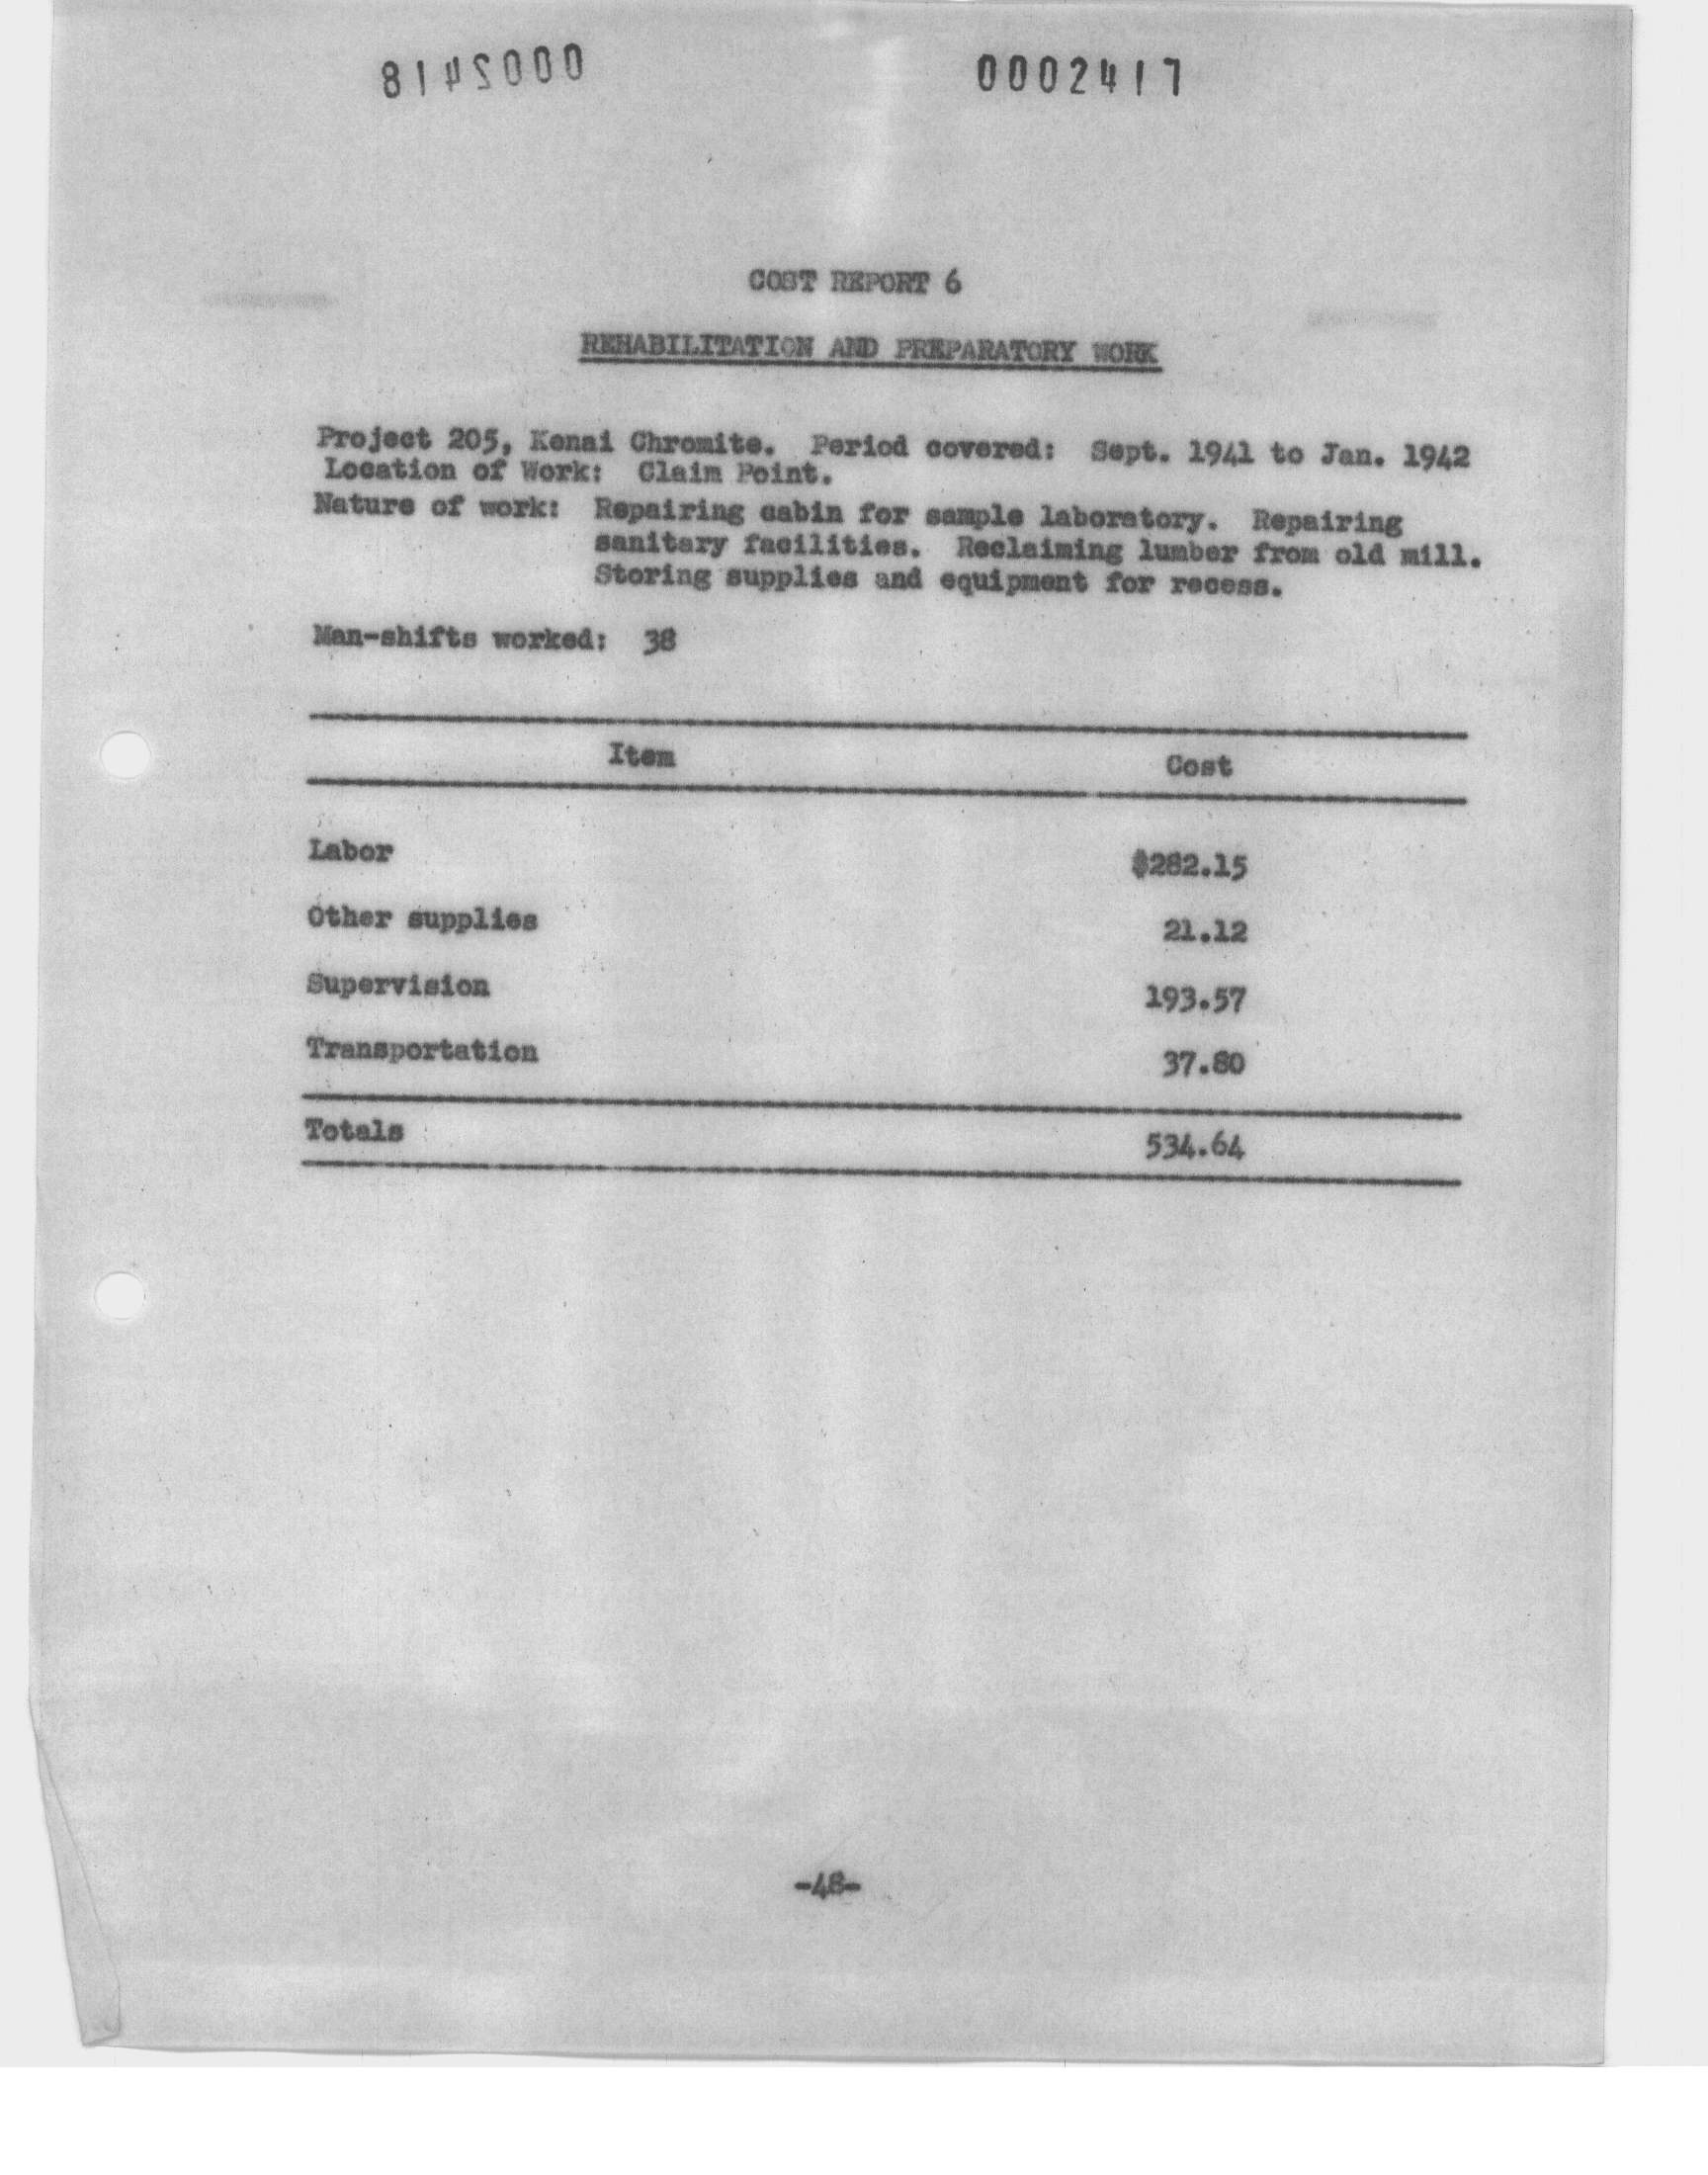 0002417
COST REPORT 6
REHABILITATION AND PREPARATORY WORK
Project 205, Kenai Chromite. Period covered: Sept. 1941 to Jan. 1942
Location of Work: Claim Point.
Nature of work: Repairing cabin for sample laboratory. Repairing
sanitary facilities. Reclaiming lumber from old mill.
Storing supplies and equipment for recess.
Man-shifts worked: 38
Item Cost
Labor $282.15
Other supplies 21.12
Supervision 193.57
Transportation 37.80
Totals 534.64
-48-